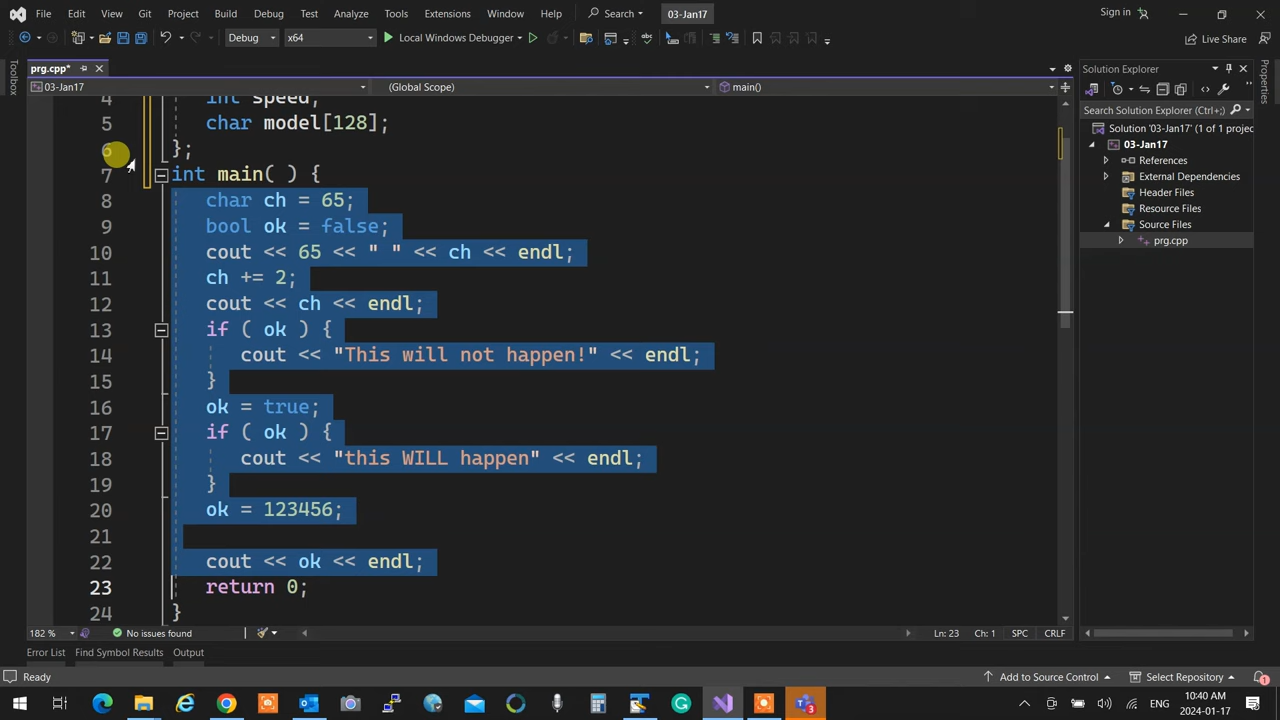 File Edit View Git Project Build Debug Test Analyze Tools Extensions Window Help Search 03-Jan17 Sign in
Debug x64 Local Windows Debugger Live Share
Toolbox
prg.cpp*
03-Jan17 (Global Scope) main()
4 int speed;
5 char model[128];
6 };
7 int main( ) {
8 char ch = 65;
9 bool ok = false;
10 cout << 65 << " " << ch << endl;
11 ch += 2;
12 cout << ch << endl;
13 if ( ok ) {
14 cout << "This will not happen!" << endl;
15 }
16 ok = true;
17 if ( ok ) {
18 cout << "this WILL happen" << endl;
19 }
20 ok = 123456;
21
22 cout << ok << endl;
23 return 0;
24 }
182 % No issues found Ln: 23 Ch: 1 SPC CRLF
Error List Find Symbol Results Output
Solution Explorer
Search Solution Explorer (Ctrl+;)
Solution '03-Jan17' (1 of 1 projec
03-Jan17
References
External Dependencies
Header Files
Resource Files
Source Files
prg.cpp
Properties
Ready Add to Source Control Select Repository 1
3 ENG 10:40 AM
2024-01-17